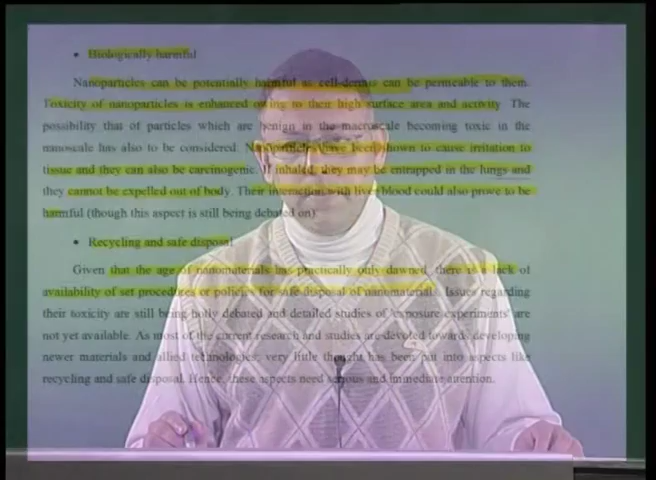 • Biologically harmful
Nanoparticles can be potentially harmful as cell-dermis can be permeable to them.
Toxicity of nanoparticles is enhanced owing to their high surface area and activity. The
possibility that of particles which are benign in the macroscale becoming toxic in the
nanoscale has also to be considered. Nanoparticles have been shown to cause irritation to
tissue and they can also be carcinogenic. If inhaled, they may be entrapped in the lungs and
they cannot be expelled out of body. Their interaction with live blood could also prove to be
harmful (though this aspect is still being debated on).
• Recycling and safe disposal
Given that the age of nanomaterials has practically only dawned, there is a lack of
availability of set procedures or policies for safe disposal of nanomaterials. Issues regarding
their toxicity are still being hotly debated and detailed studies of 'exposure experiments' are
not yet available. As most of the current research and studies are devoted towards developing
newer materials and allied technologies, very little thought has been put into aspects like
recycling and safe disposal. Hence, these aspects need serious and immediate attention.